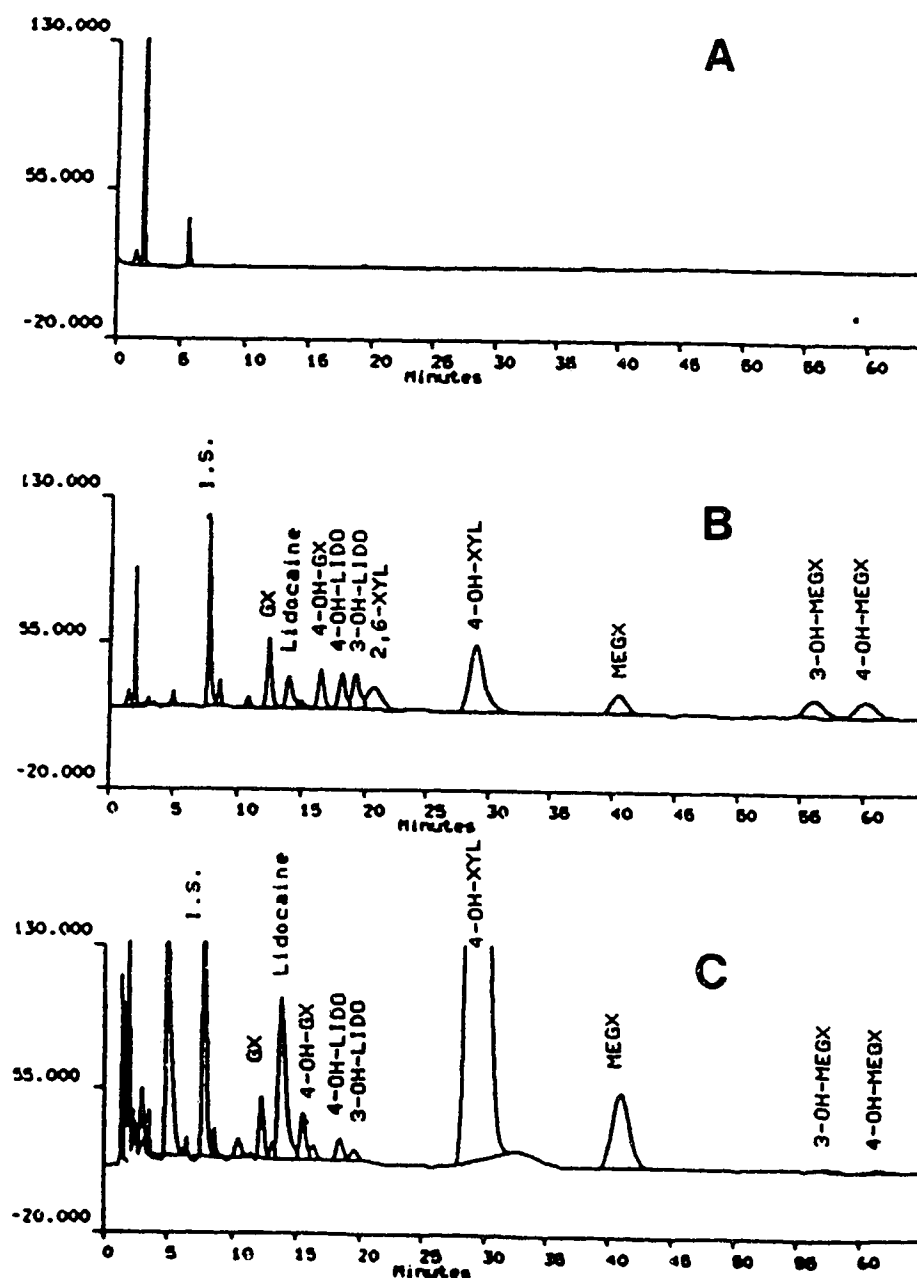 130.000
A
55.000
-20.000
0 5 10 15 20 25 30 35 40 45 50 55 60
Minutes
130.000
I.S.
GX
Lidocaine
4-OH-GX
4-OH-LIDO
3-OH-LIDO
2,6-XYL
4-OH-XYL
B
MEGX
3-OH-MEGX
4-OH-MEGX
55.000
-20.000
0 5 10 15 20 25 30 35 40 45 50 55 60
Minutes
130.000
I.S.
GX
Lidocaine
4-OH-GX
4-OH-LIDO
3-OH-LIDO
4-OH-XYL
C
MEGX
3-OH-MEGX
4-OH-MEGX
55.000
-20.000
0 5 10 15 20 25 30 35 40 45 50 55 60
Minutes